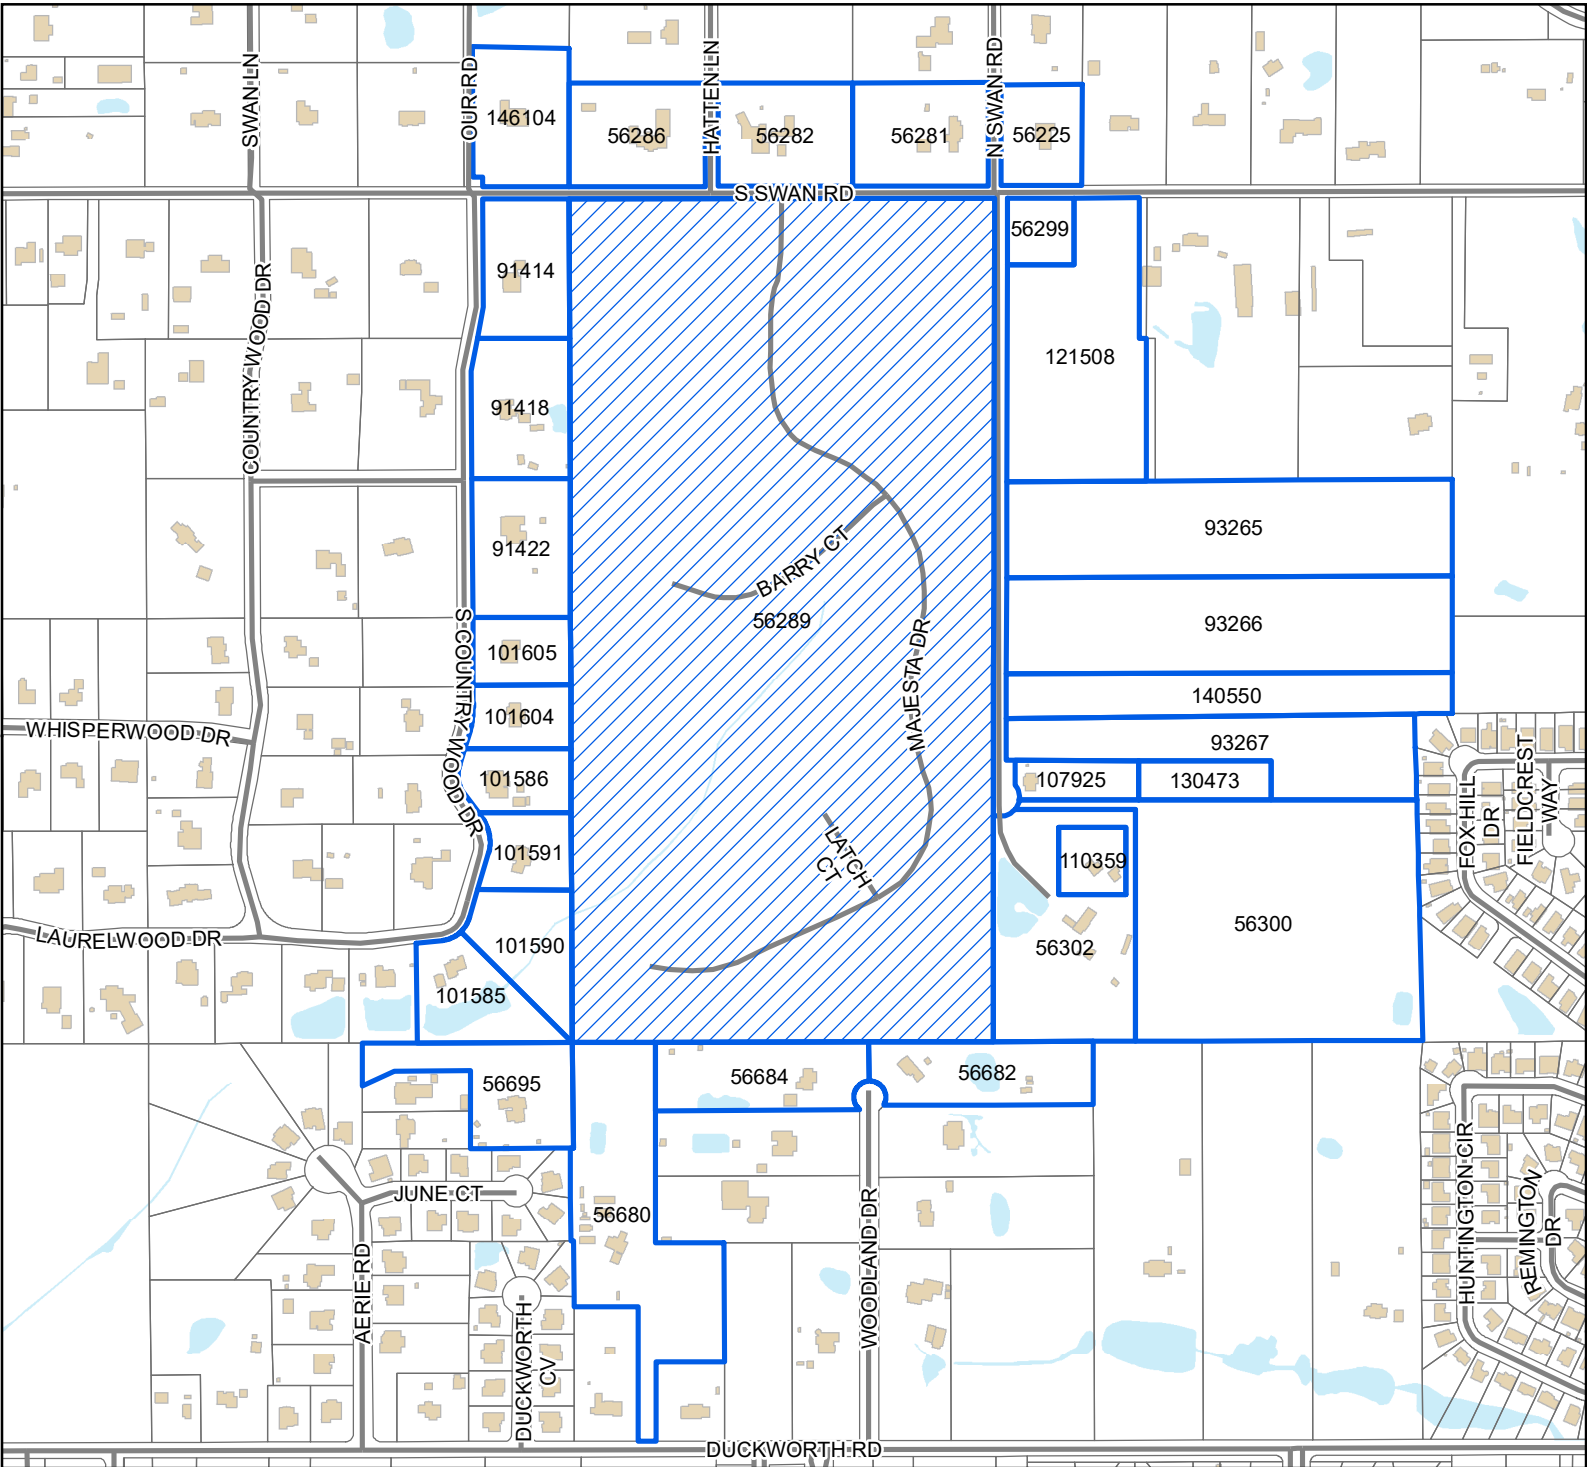 SWAN LN
OUR RD
HATTEN LN
N SWAN RD
146104
56286
56282
56281
56225
S SWAN RD
56299
91414
COUNTRY WOOD DR
121508
91418
93265
91422
BARRY CT
56289
93266
S COUNTRY WOOD DR
101605
MAJESTA DR
140550
101604
WHISPERWOOD DR
93267
101586
107925
130473
FOX HILL
DR
FIELDCREST
WAY
101591
LATCH
CT
110359
56300
LAURELWOOD DR
101590
56302
101585
56695
56684
56682
JUNE CT
56680
AERIE RD
DUCKWORTH
CV
WOODLAND DR
HUNTINGTON CIR
REMINGTON
DR
DUCKWORTH RD